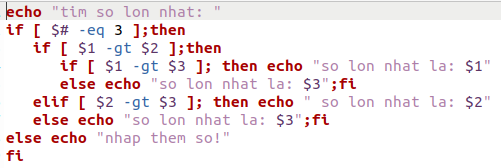 echo "tim so lon nhat: "
if [ $# -eq 3 ];then
   if [ $1 -gt $2 ];then
      if [ $1 -gt $3 ]; then echo "so lon nhat la: $1"
      else echo "so lon nhat la: $3";fi
   elif [ $2 -gt $3 ]; then echo " so lon nhat la: $2"
   else echo "so lon nhat la: $3";fi
else echo "nhap them so!"
fi